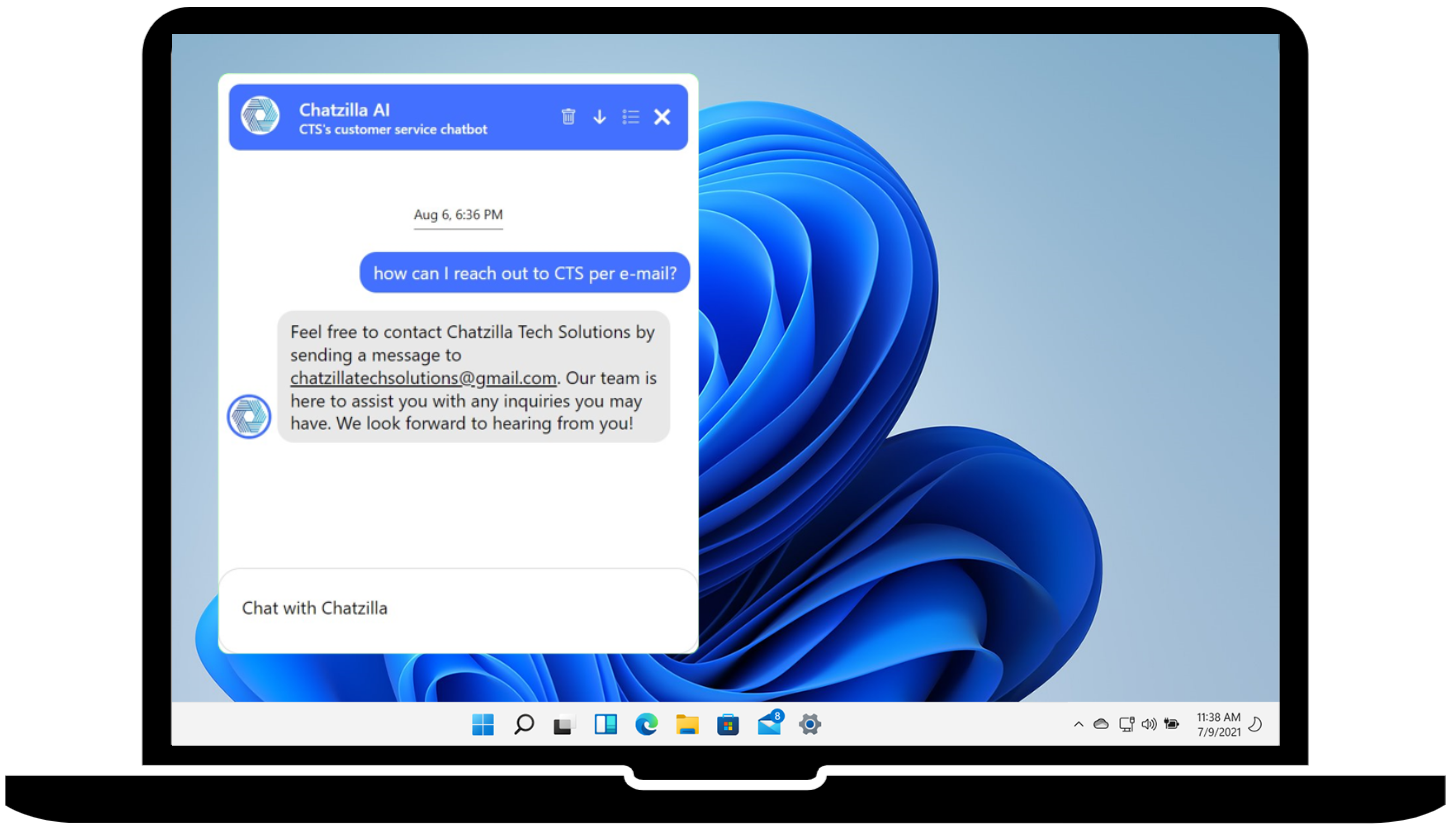 Chatzilla AI
CTS's customer service chatbot
Aug 6, 6:36 PM
how can I reach out to CTS per e-mail?
Feel free to contact Chatzilla Tech Solutions by
sending a message to
chatzillatechsolutions@gmail.com. Our team is
here to assist you with any inquiries you may
have. We look forward to hearing from you!
Chat with Chatzilla
8
11:38 AM
7/9/2021